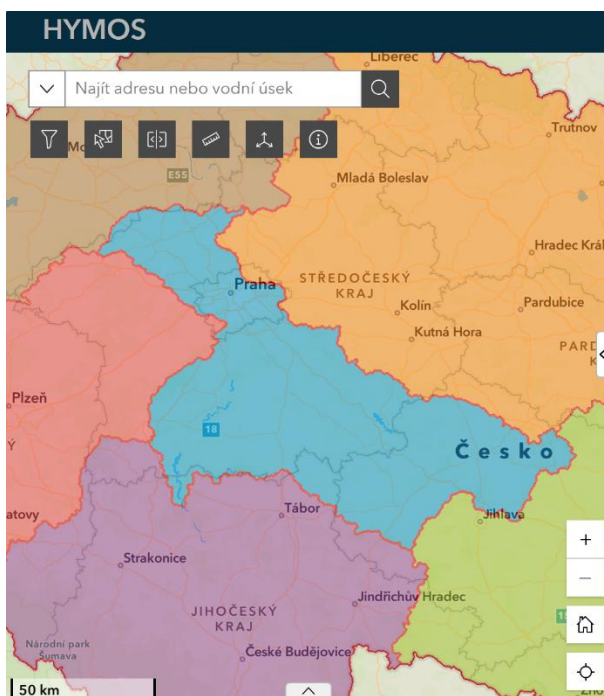 HYMOS
Liberec
Najít adresu nebo vodní úsek
Mo
E55
Trutnov
Mladá Boleslav
Hradec Král
Praha
STŘEDOČESKÝ
KRAJ
Kolín
Pardubice
Kutná Hora
PARD
K
Plzeň
18
Česko
Ý
atovy
Tábor
Jihlava
Strakonice
Jindřichův Hradec
JIHOČESKÝ
KRAJ
Národní park
Šumava
České Budějovice
50 km